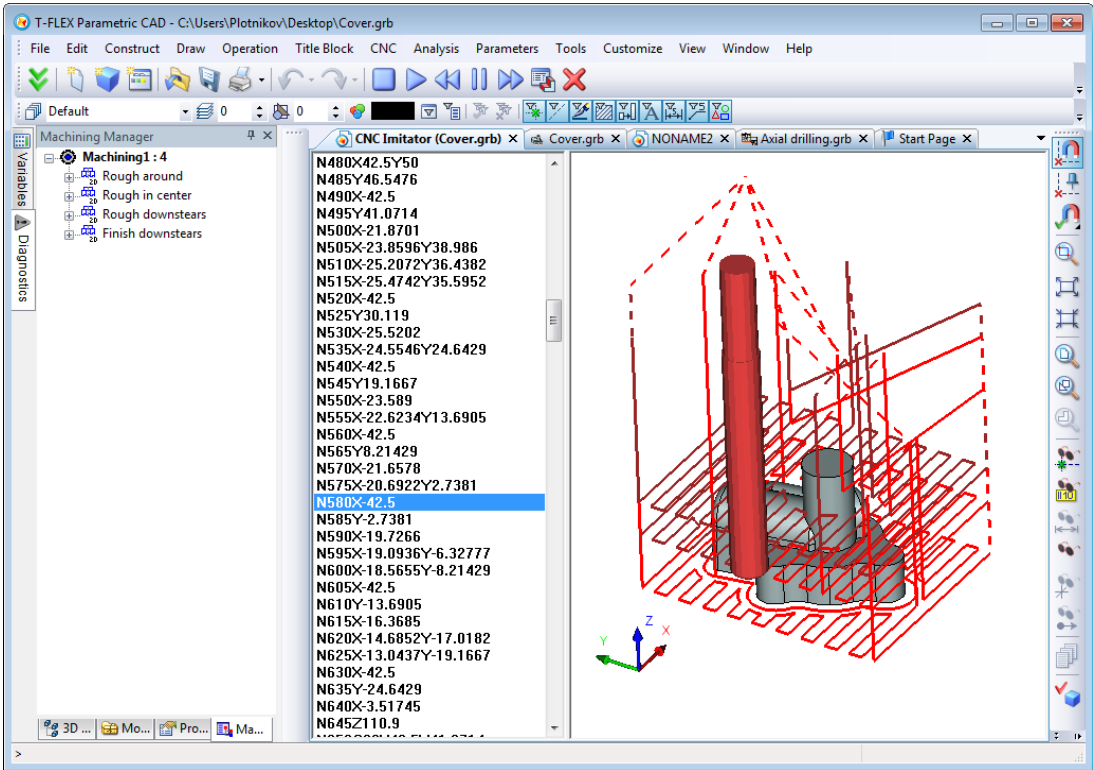 T-FLEX Parametric CAD - C:\Users\Plotnikov\Desktop\Cover.grb
File Edit Construct Draw Operation Title Block CNC Analysis Parameters Tools Customize View Window Help
Default 0 0
Machining Manager
CNC Imitator (Cover.grb) Cover.grb NONAME2 Axial drilling.grb Start Page
Variables
Diagnostics
Machining1 : 4
2D Rough around
2D Rough in center
2D Rough downstears
2D Finish downstears
N480X42.5Y50
N485Y46.5476
N490X-42.5
N495Y41.0714
N500X-21.8701
N505X-23.8596Y38.986
N510X-25.2072Y36.4382
N515X-25.4742Y35.5952
N520X-42.5
N525Y30.119
N530X-25.5202
N535X-24.5546Y24.6429
N540X-42.5
N545Y19.1667
N550X-23.589
N555X-22.6234Y13.6905
N560X-42.5
N565Y8.21429
N570X-21.6578
N575X-20.6922Y2.7381
N580X-42.5
N585Y-2.7381
N590X-19.7266
N595X-19.0936Y-6.32777
N600X-18.5655Y-8.21429
N605X-42.5
N610Y-13.6905
N615X-16.3685
N620X-14.6852Y-17.0182
N625X-13.0437Y-19.1667
N630X-42.5
N635Y-24.6429
N640X-3.51745
N645Z110.9
Z
X
Y
3D ... Mo... Pro... Ma...
>